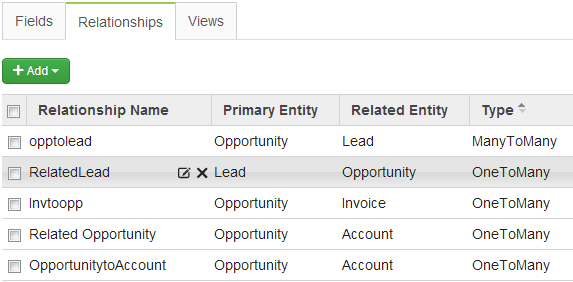 Fields Relationships Views
+ Add
Relationship Name Primary Entity Related Entity Type
opptolead Opportunity Lead ManyToMany
RelatedLead Lead Opportunity OneToMany
Invtoopp Opportunity Invoice OneToMany
Related Opportunity Opportunity Account OneToMany
OpportunitytoAccount Opportunity Account OneToMany